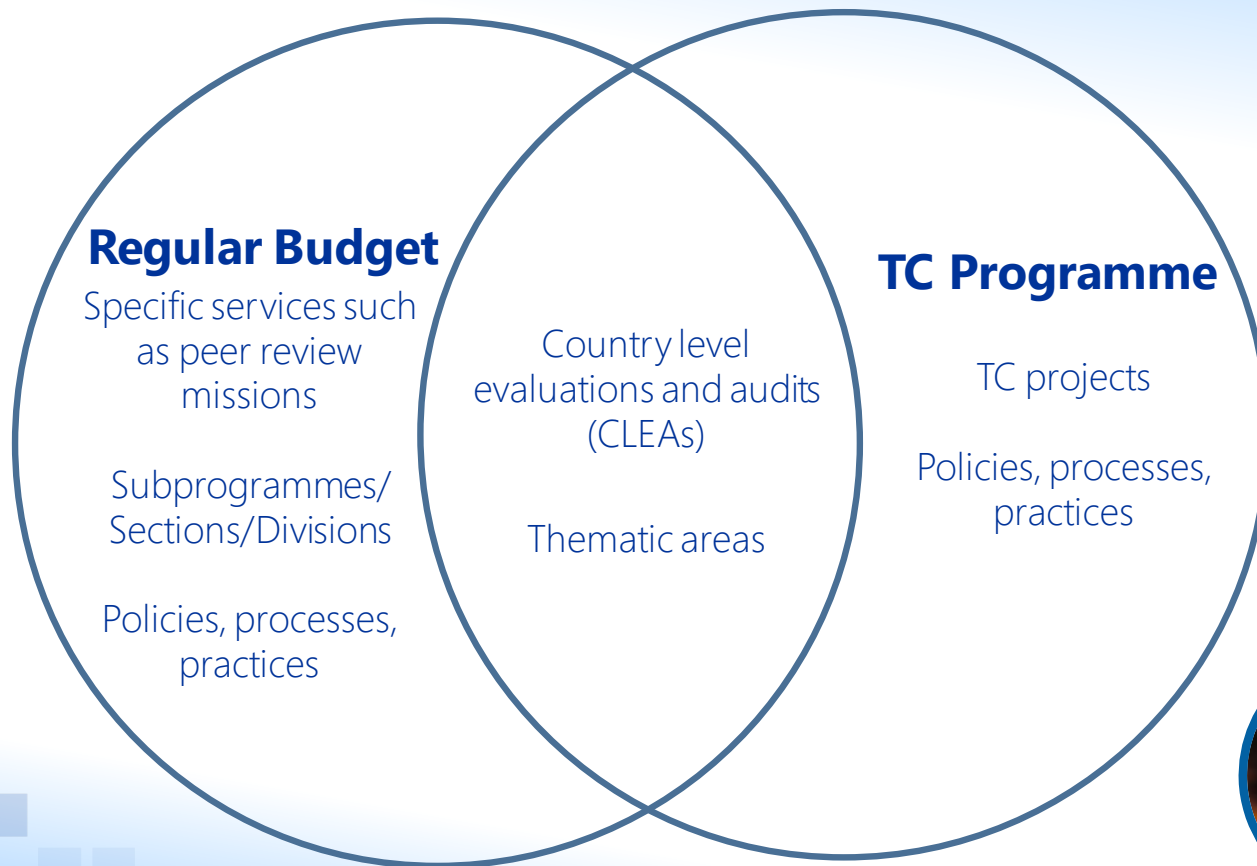 Regular Budget
Specific services such
as peer review
missions
Subprogrammes/
Sections/Divisions
Policies, processes,
practices
Country level
evaluations and audits
(CLEAs)
Thematic areas
TC Programme
TC projects
Policies, processes,
practices